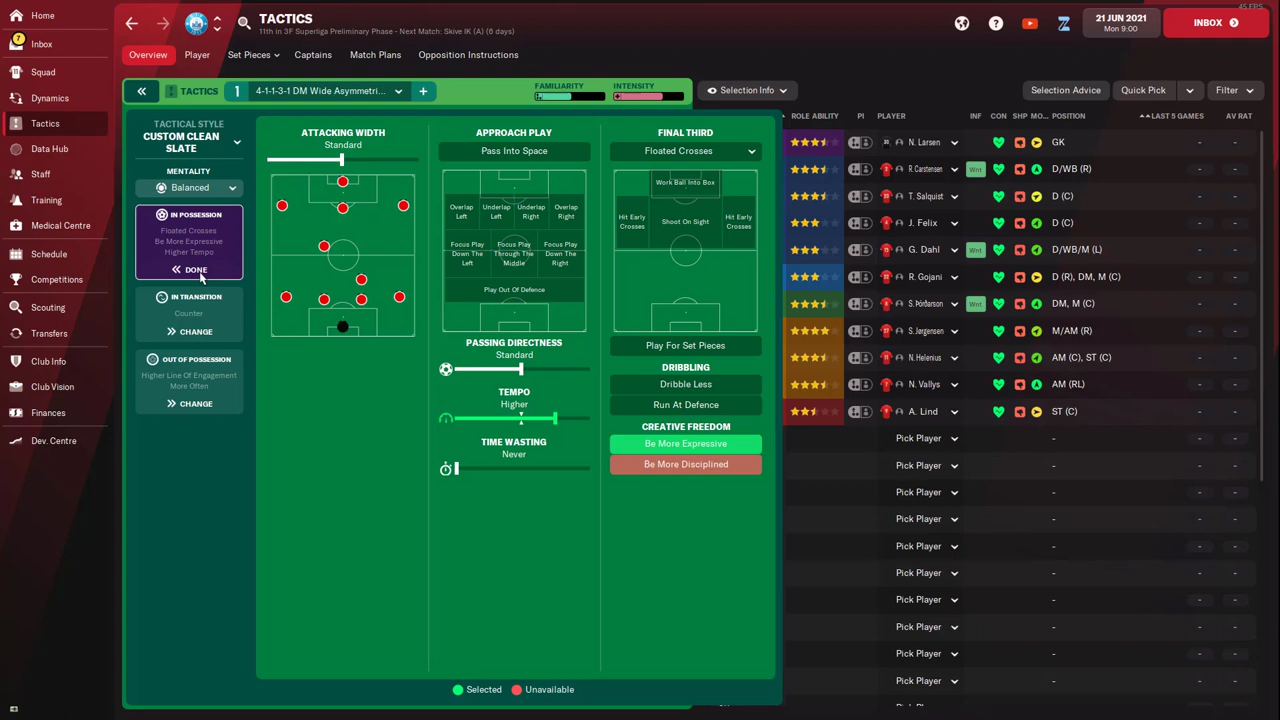 45 FPS
Home
TACTICS
11th in 3F Superliga Preliminary Phase - Next Match: Skive IK (A) (6 days)
21 JUN 2021
Mon 9:00
INBOX
7
Inbox
Overview
Player
Set Pieces
Captains
Match Plans
Opposition Instructions
Squad
Dynamics
Tactics
Data Hub
Staff
Training
Medical Centre
Schedule
Competitions
Scouting
Transfers
Club Info
Club Vision
Finances
Dev. Centre
TACTICS
1
4-1-1-3-1 DM Wide Asymmetri...
FAMILIARITY
INTENSITY
Selection Info
Selection Advice
Quick Pick
Filter
TACTICAL STYLE
CUSTOM CLEAN
SLATE
MENTALITY
Balanced
IN POSSESSION
Floated Crosses
Be More Expressive
Higher Tempo
DONE
IN TRANSITION
Counter
CHANGE
OUT OF POSSESSION
Higher Line Of Engagement
More Often
CHANGE
ATTACKING WIDTH
Standard
APPROACH PLAY
Pass Into Space
Overlap Left
Underlap Left
Underlap Right
Overlap Right
Focus Play Down The Left
Focus Play Through The Middle
Focus Play Down The Right
Play Out Of Defence
PASSING DIRECTNESS
Standard
TEMPO
Higher
TIME WASTING
Never
FINAL THIRD
Floated Crosses
Work Ball Into Box
Hit Early Crosses
Shoot On Sight
Hit Early Crosses
Play For Set Pieces
DRIBBLING
Dribble Less
Run At Defence
CREATIVE FREEDOM
Be More Expressive
Be More Disciplined
Selected
Unavailable
ROLE ABILITY
PI
PLAYER
INF
CON
SHP
MO...
POSITION
LAST 5 GAMES
AV RAT
N. Larsen
GK
R. Carstensen
Wnt
D/WB (R)
T. Salquist
D (C)
J. Felix
D (C)
G. Dahl
Wnt
D/WB/M (L)
R. Gojani
D (R), DM, M (C)
S. Þórðarson
Wnt
DM, M (C)
S. Jørgensen
M/AM (R)
N. Helenius
AM (C), ST (C)
N. Vallys
AM (RL)
A. Lind
ST (C)
Pick Player - - -
Pick Player - - -
Pick Player - - -
Pick Player - - -
Pick Player - - -
Pick Player - - -
Pick Player - - -
Pick Player - - -
Pick Player - - -
Pick Player - - -